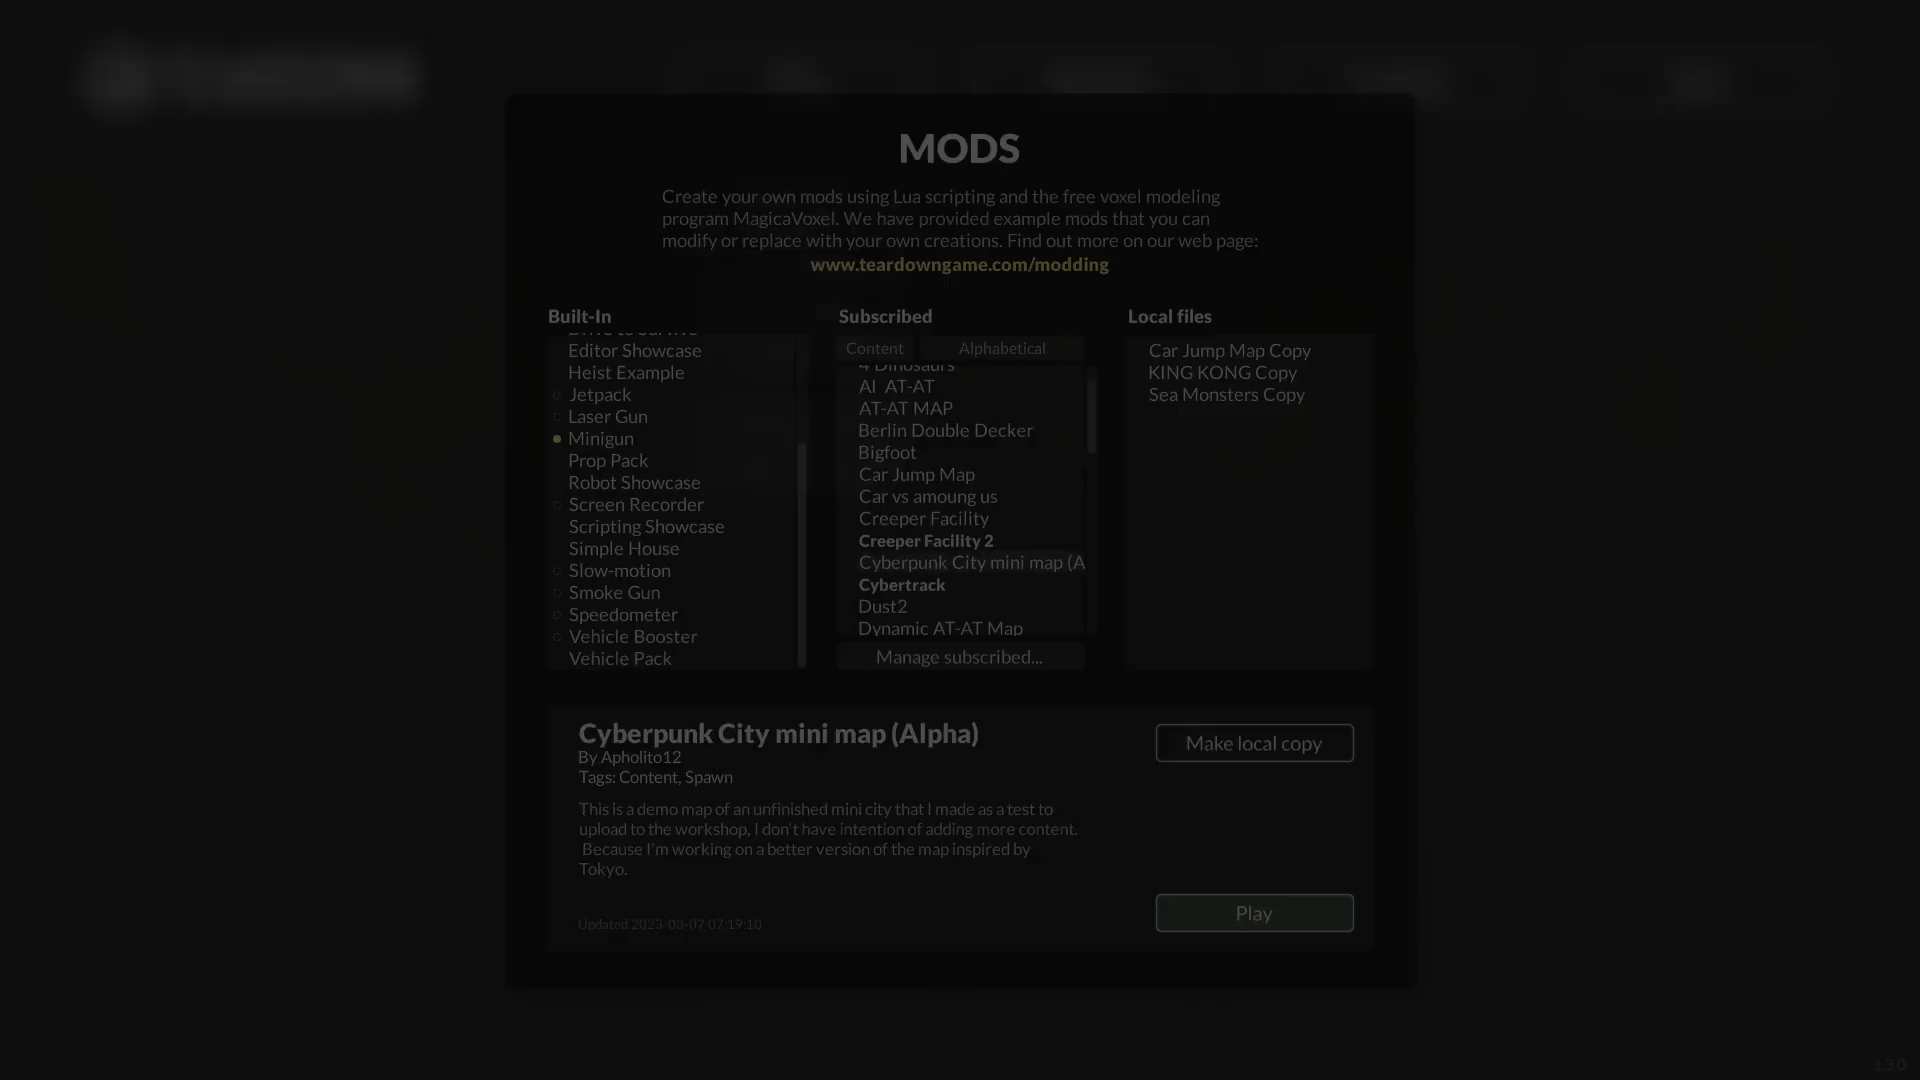 MODS
Create your own mods using Lua scripting and the free voxel modeling
program MagicaVoxel. We have provided example mods that you can
modify or replace with your own creations. Find out more on our web page:
www.teardowngame.com/modding
Built-In
Drive to Survive
Editor Showcase
Heist Example
Jetpack
Laser Gun
Minigun
Prop Pack
Robot Showcase
Screen Recorder
Scripting Showcase
Simple House
Slow-motion
Smoke Gun
Speedometer
Vehicle Booster
Vehicle Pack
Subscribed
Content Alphabetical
4 Dinosaurs
AI  AT-AT
AT-AT MAP
Berlin Double Decker
Bigfoot
Car Jump Map
Car vs amoung us
Creeper Facility
Creeper Facility 2
Cyberpunk City mini map (A
Cybertrack
Dust2
Dynamic AT-AT Map
Manage subscribed...
Local files
Car Jump Map Copy
KING KONG Copy
Sea Monsters Copy
Cyberpunk City mini map (Alpha)
By Apholito12
Tags: Content, Spawn
This is a demo map of an unfinished mini city that I made as a test to
upload to the workshop, I don't have intention of adding more content.
Because I'm working on a better version of the map inspired by
Tokyo.
Updated 2023-03-07 07:19:10
Make local copy
Play
1.3.0